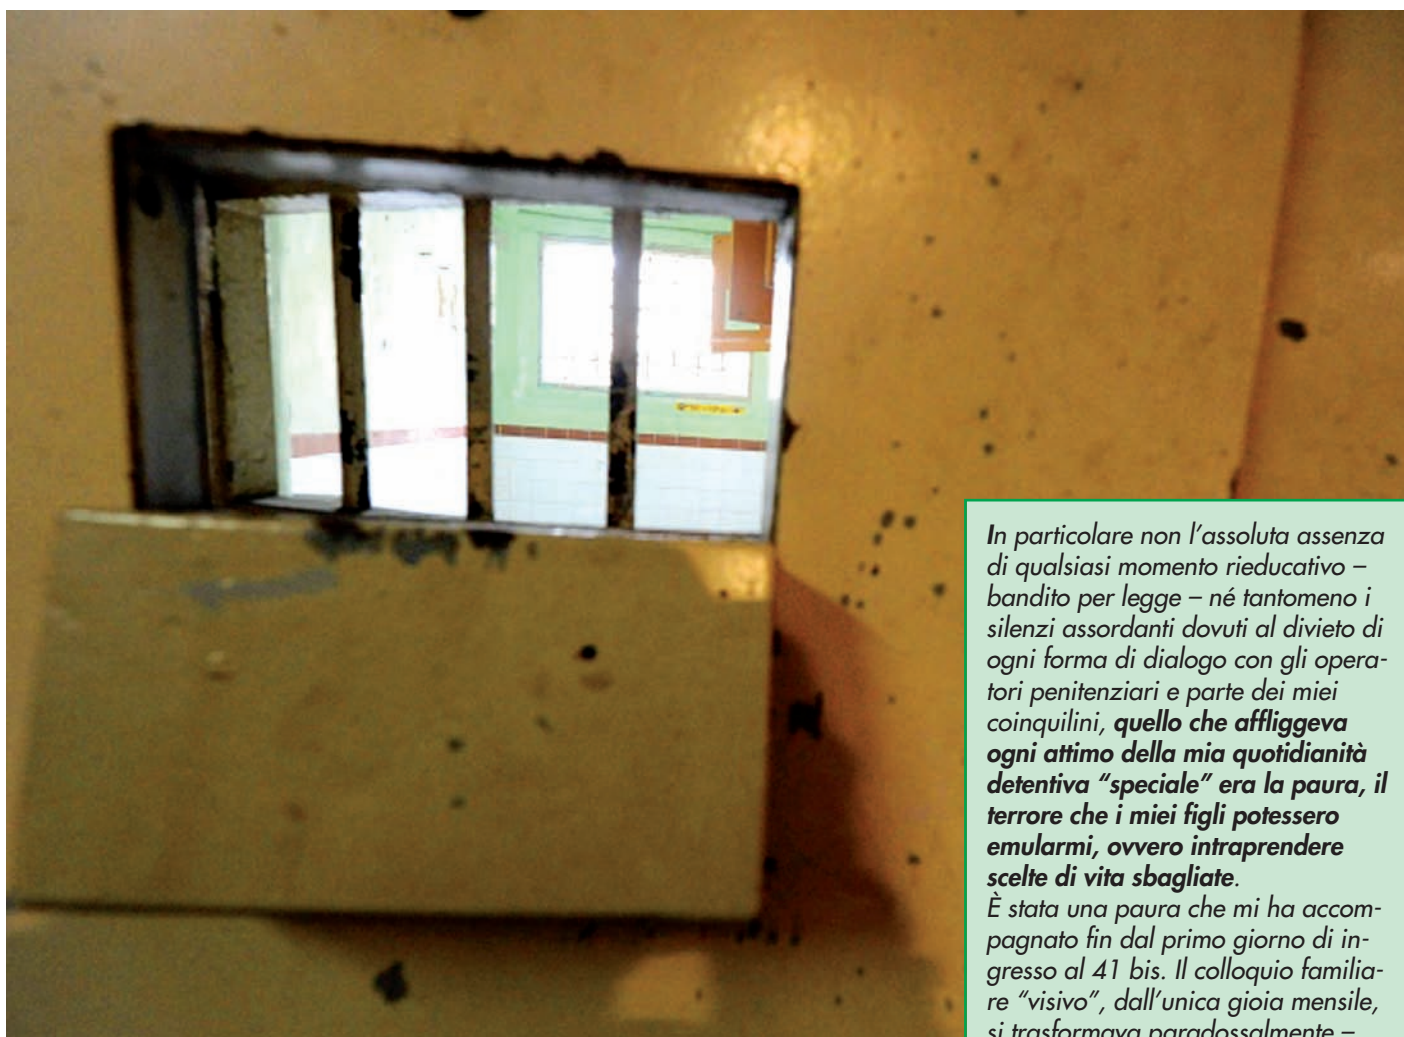 In particolare non l’assoluta assenza
di qualsiasi momento rieducativo –
bandito per legge – né tantomeno i
silenzi assordanti dovuti al divieto di
ogni forma di dialogo con gli opera-
tori penitenziari e parte dei miei
coinquilini, quello che affliggeva
ogni attimo della mia quotidianità
detentiva “speciale” era la paura, il
terrore che i miei figli potessero
emularmi, ovvero intraprendere
scelte di vita sbagliate.
È stata una paura che mi ha accom-
pagnato fin dal primo giorno di in-
gresso al 41 bis. Il colloquio familia-
re “visivo”, dall’unica gioia mensile,
si trasformava paradossalmente –